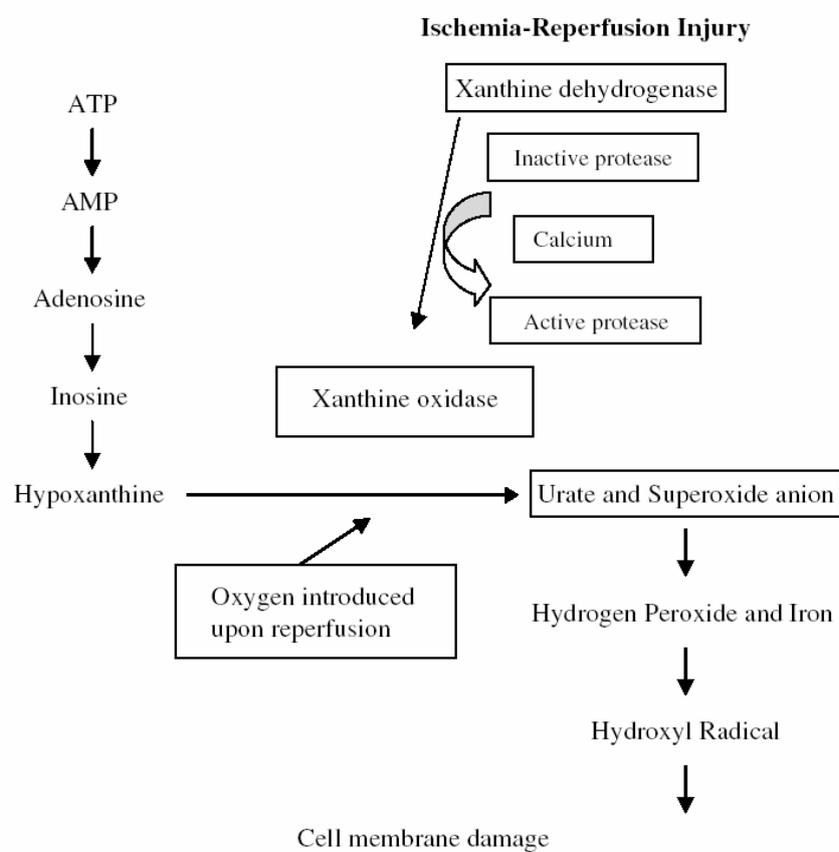 Ischemia-Reperfusion Injury
Xanthine dehydrogenase
ATP
Inactive protease
AMP
Calcium
Adenosine
Active protease
Inosine
Xanthine oxidase
Hypoxanthine
Urate and Superoxide anion
Oxygen introduced
upon reperfusion
Hydrogen Peroxide and Iron
Hydroxyl Radical
Cell membrane damage